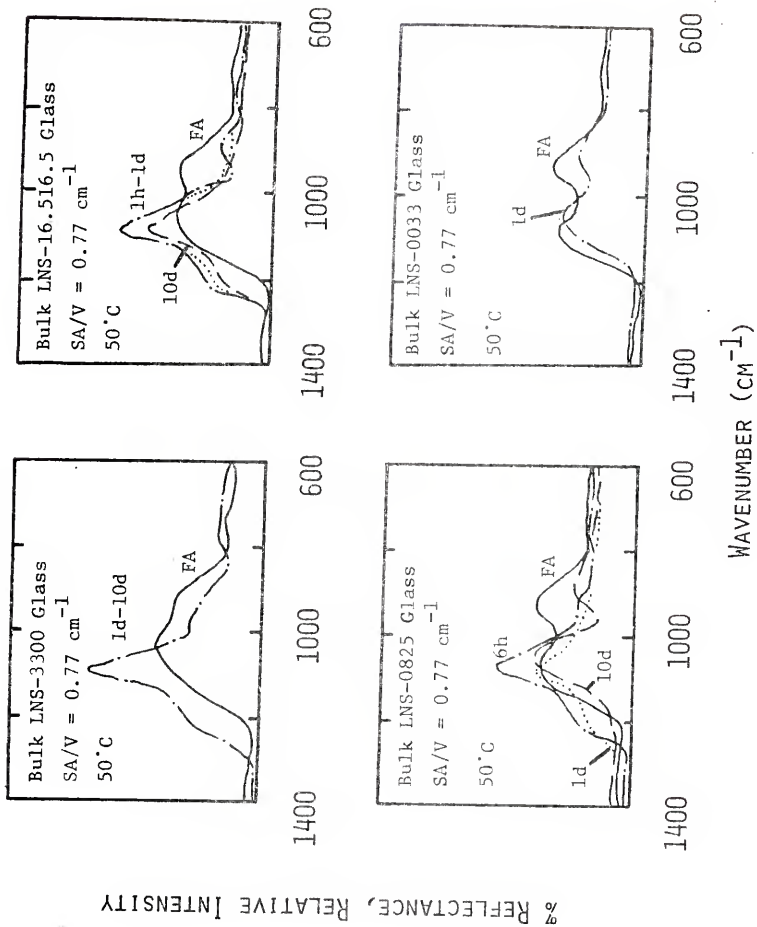 % REFLECTANCE, RELATIVE INTENSITY
Bulk LNS-3300 Glass
SA/V = 0.77 cm-1
50°C
1d-10d
FA
1400
1000
600
Bulk LNS-16.516.5 Glass
SA/V = 0.77 cm-1
50°C
1h-1d
10d
FA
1400
1000
600
Bulk LNS-0825 Glass
SA/V = 0.77 cm-1
50°C
6h
FA
10d
1d
1400
1000
600
Bulk LNS-0033 Glass
SA/V = 0.77 cm-1
50°C
1d
FA
1400
1000
600
WAVENUMBER (CM-1)